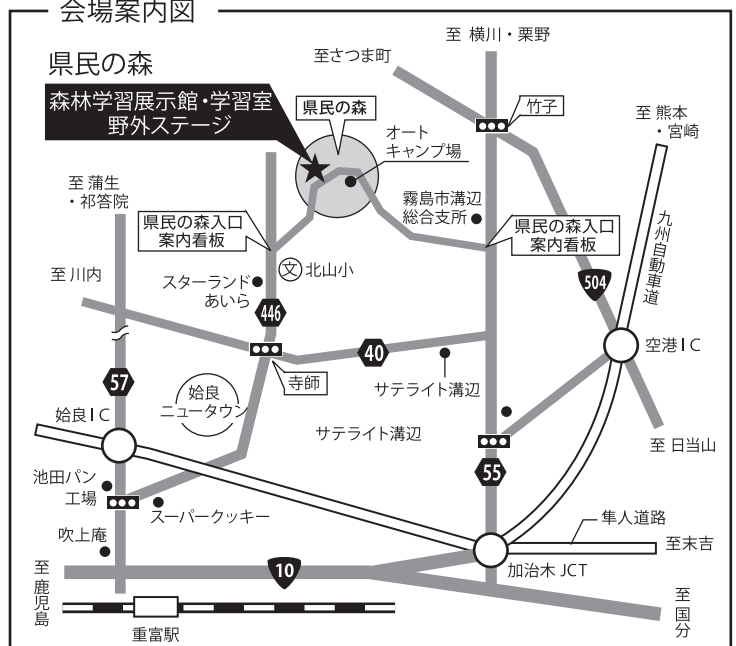 会場案内図
県民の森
森林学習展示館・学習室
野外ステージ
至 横川・栗野
至さつま町
竹子
県民の森
オート
キャンプ場
至 熊本
・宮崎
至 蒲生
・祁答院
霧島市溝辺
総合支所
県民の森入口
案内看板
県民の森入口
案内看板
九州自動車道
文 北山小
至 川内
スターランド
あいら
446
504
空港IC
40
寺師
サテライト溝辺
57
姶良
ニュータウン
サテライト溝辺
姶良IC
至 日当山
55
池田パン
工場
スーパークッキー
隼人道路
吹上庵
至末吉
加治木 JCT
10
至鹿児島
至国分
重富駅